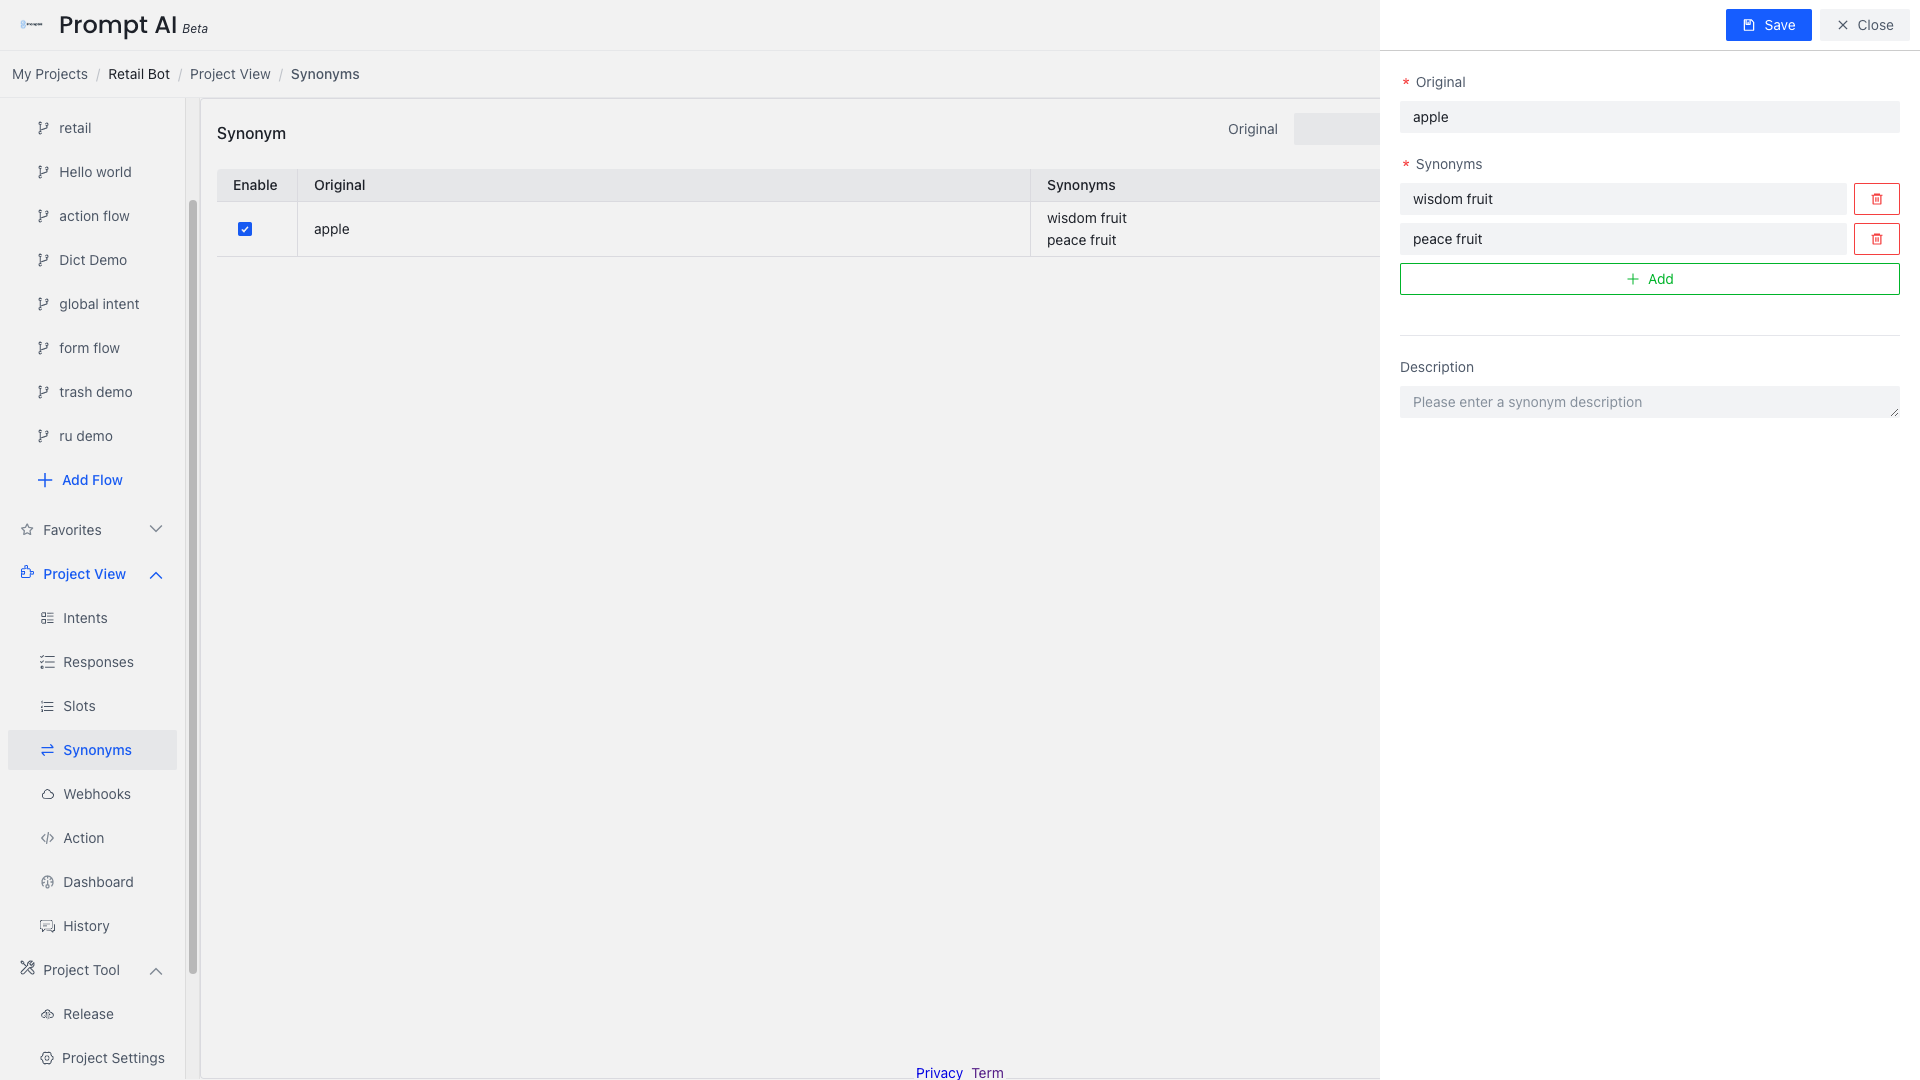 Prompt AI Beta
Save
Close
My Projects / Retail Bot / Project View / Synonyms
retail
Hello world
action flow
Dict Demo
global intent
form flow
trash demo
ru demo
Add Flow
Favorites
Project View
Intents
Responses
Slots
Synonyms
Webhooks
Action
Dashboard
History
Project Tool
Release
Project Settings
Synonym
Original
Enable Original Synonyms
apple
wisdom fruit
peace fruit
Privacy Term
* Original
apple
* Synonyms
wisdom fruit
peace fruit
Add
Description
Please enter a synonym description